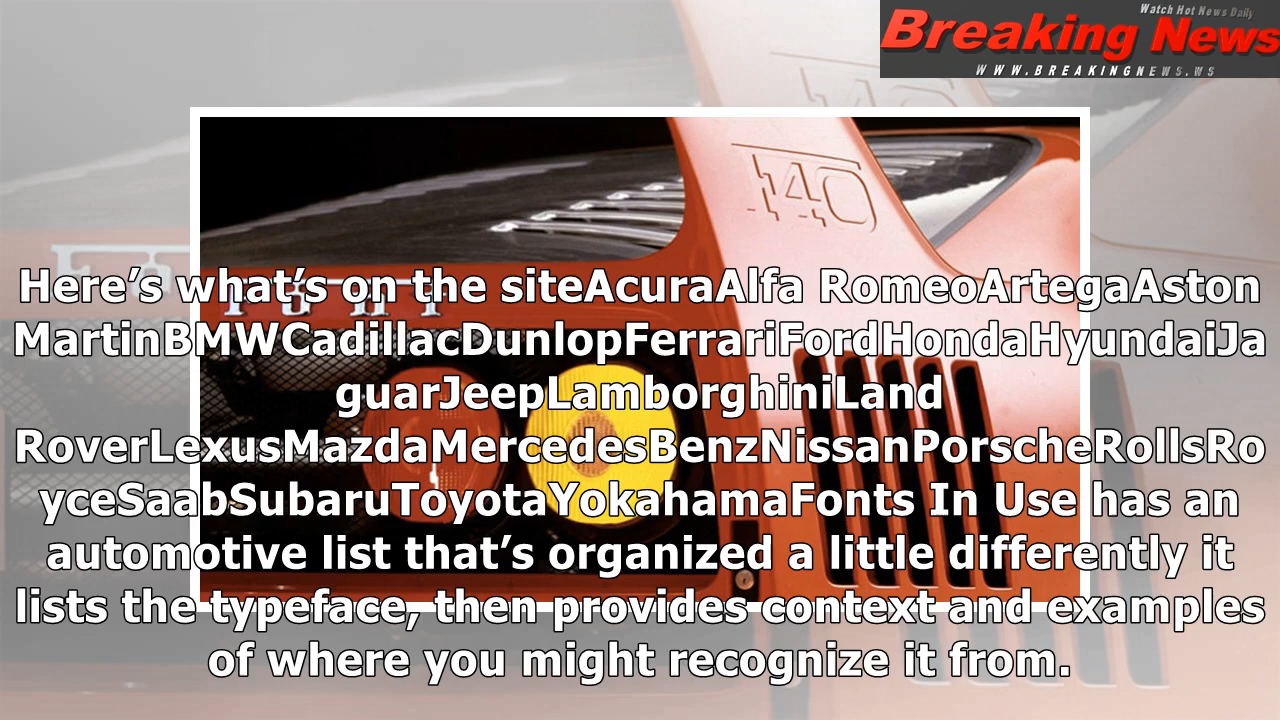 Watch Hot News Daily
Breaking News
WWW.BREAKINGNEWS.WS
F40
Here’s what’s on the siteAcuraAlfa RomeoArtegaAston
MartinBMWCadillacDunlopFerrariFordHondaHyundaiJa
guarJeepLamborghiniLand
RoverLexusMazdaMercedesBenzNissanPorscheRollsRo
yceSaabSubaruToyotaYokahamaFonts In Use has an
automotive list that’s organized a little differently it
lists the typeface, then provides context and examples
of where you might recognize it from.